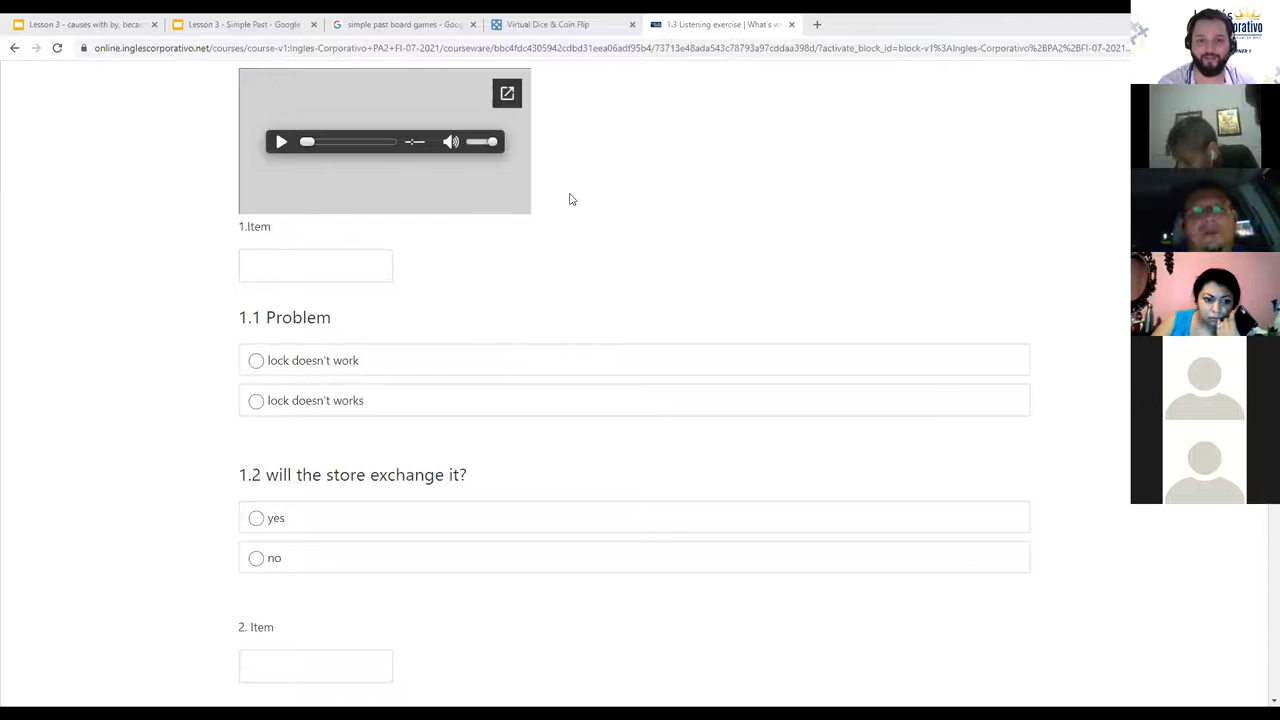 Lesson 3 - causes with by, becau
Lesson 3 - Simple Past - Google
simple past board games - Goog
Virtual Dice & Coin Flip
1.3 Listening exercise | What's w
1.Item
1.1 Problem
lock doesn't work
lock doesn't works
1.2 will the store exchange it?
yes
no
2. Item